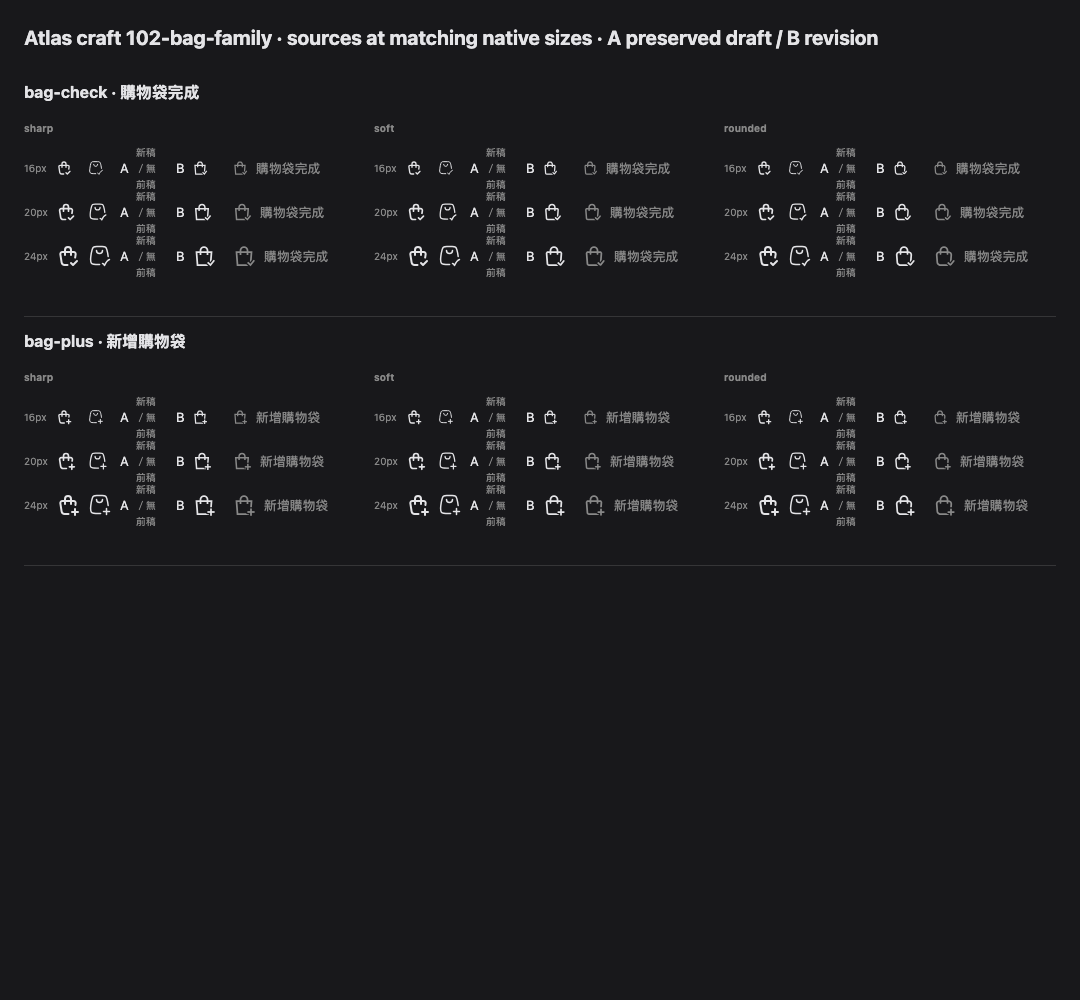 Atlas craft 102-bag-family · sources at matching native sizes · A preserved draft / B revision
bag-check · 購物袋完成
sharp
16px A 新稿 / 無前稿 B 購物袋完成
20px A 新稿 / 無前稿 B 購物袋完成
24px A 新稿 / 無前稿 B 購物袋完成
soft
16px A 新稿 / 無前稿 B 購物袋完成
20px A 新稿 / 無前稿 B 購物袋完成
24px A 新稿 / 無前稿 B 購物袋完成
rounded
16px A 新稿 / 無前稿 B 購物袋完成
20px A 新稿 / 無前稿 B 購物袋完成
24px A 新稿 / 無前稿 B 購物袋完成
bag-plus · 新增購物袋
sharp
16px A 新稿 / 無前稿 B 新增購物袋
20px A 新稿 / 無前稿 B 新增購物袋
24px A 新稿 / 無前稿 B 新增購物袋
soft
16px A 新稿 / 無前稿 B 新增購物袋
20px A 新稿 / 無前稿 B 新增購物袋
24px A 新稿 / 無前稿 B 新增購物袋
rounded
16px A 新稿 / 無前稿 B 新增購物袋
20px A 新稿 / 無前稿 B 新增購物袋
24px A 新稿 / 無前稿 B 新增購物袋